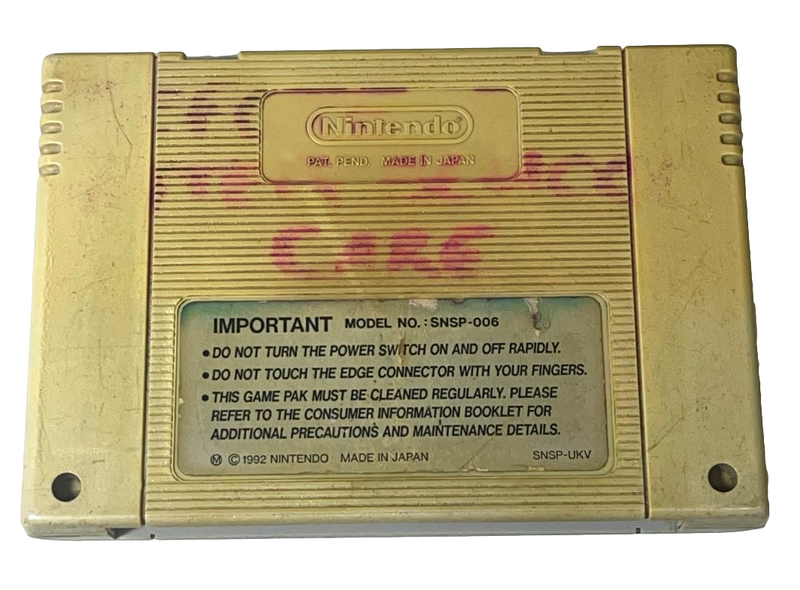 Nintendo
PAT. PEND. MADE IN JAPAN
CARE
IMPORTANT MODEL NO.: SNSP-006
• DO NOT TURN THE POWER SWITCH ON AND OFF RAPIDLY.
• DO NOT TOUCH THE EDGE CONNECTOR WITH YOUR FINGERS.
• THIS GAME PAK MUST BE CLEANED REGULARLY. PLEASE
REFER TO THE CONSUMER INFORMATION BOOKLET FOR
ADDITIONAL PRECAUTIONS AND MAINTENANCE DETAILS.
Ⓜ © 1992 NINTENDO MADE IN JAPAN SNSP-UKV